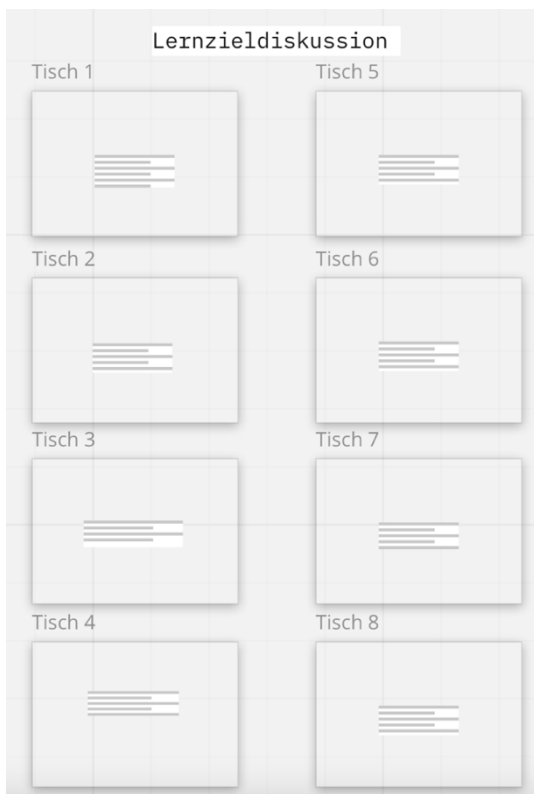 Lernzieldiskussion
Tisch 1
Tisch 5
Tisch 2
Tisch 6
Tisch 3
Tisch 7
Tisch 4
Tisch 8